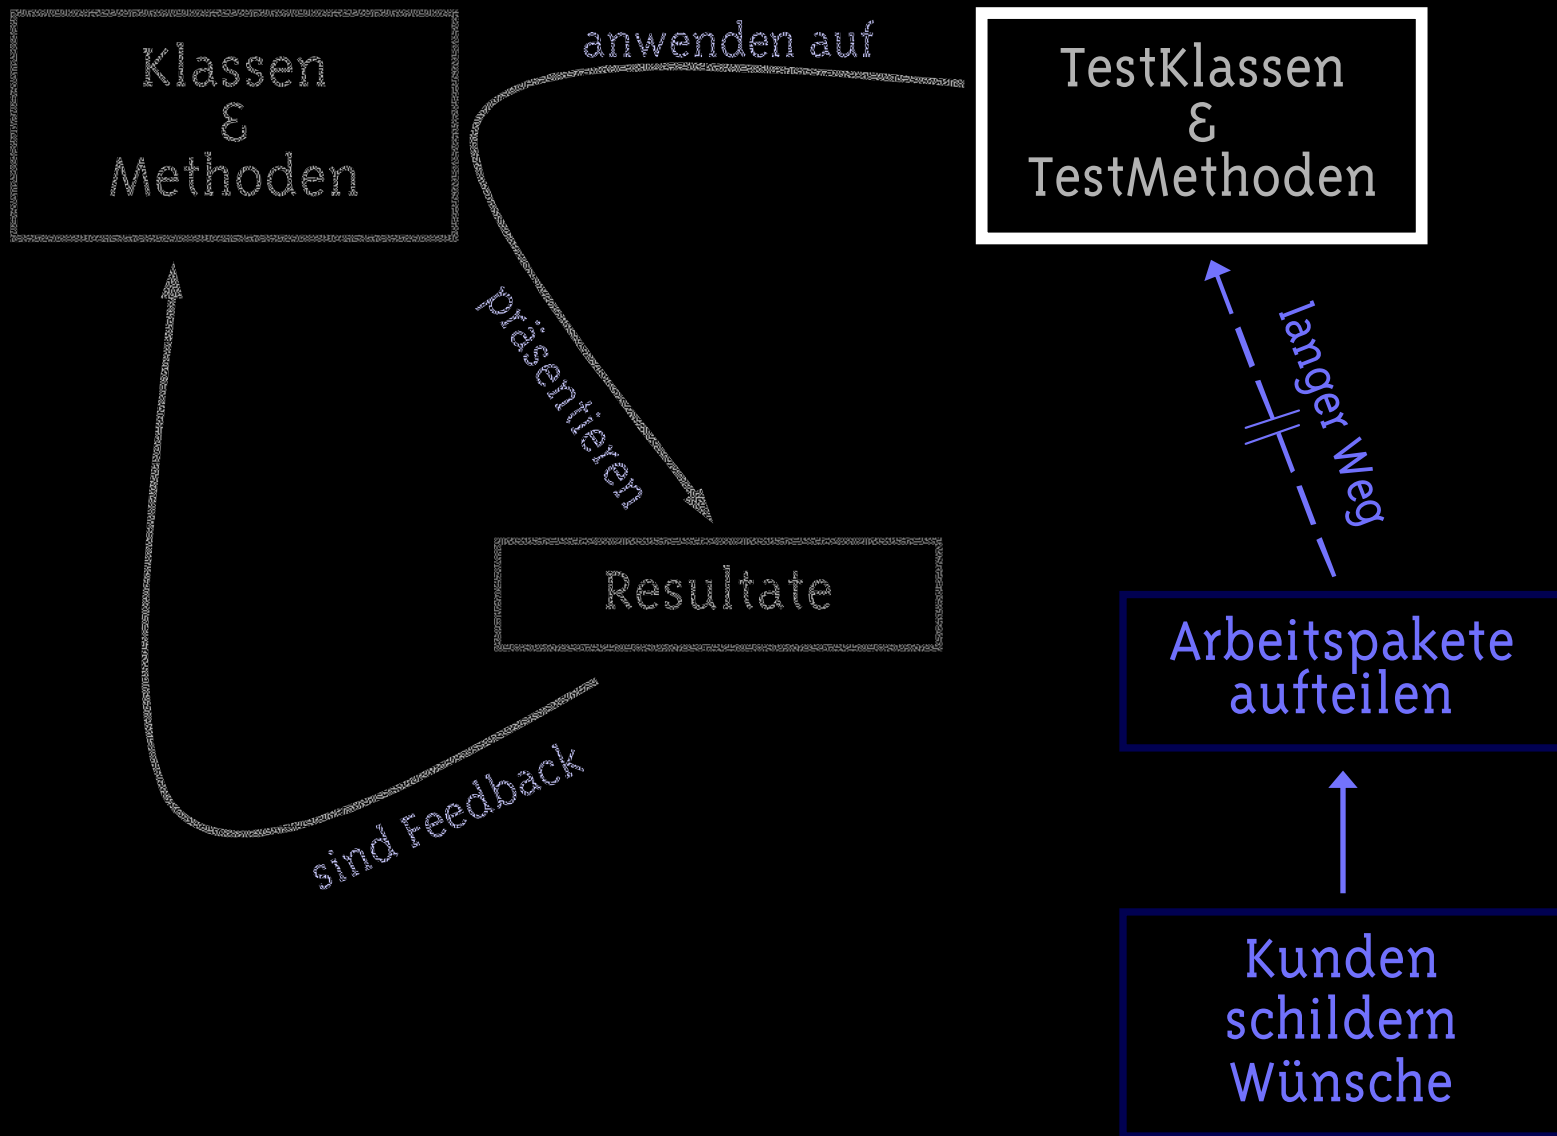 Klassen
&
Methoden
anwenden auf
TestKlassen
&
TestMethoden
präsentieren
langer Weg
Resultate
Arbeitspakete
aufteilen
sind Feedback
Kunden
schildern
Wünsche